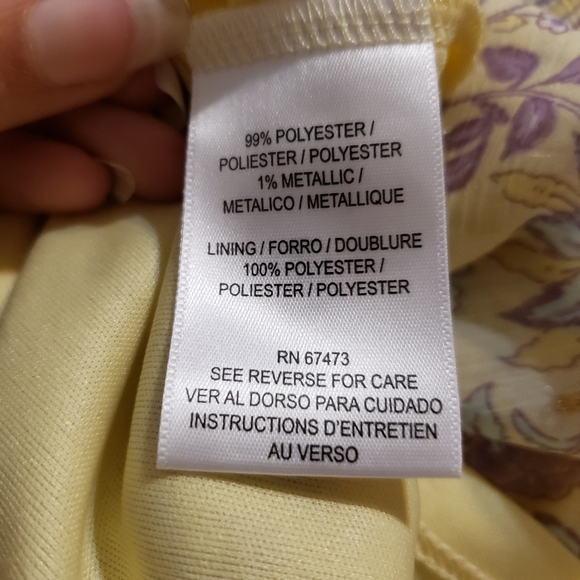 99% POLYESTER /
POLIESTER / POLYESTER
1% METALLIC /
METALICO / METALLIQUE
LINING / FORRO / DOUBLURE
100% POLYESTER /
POLIESTER / POLYESTER
RN 67473
SEE REVERSE FOR CARE
VER AL DORSO PARA CUIDADO
INSTRUCTIONS D'ENTRETIEN
AU VERSO